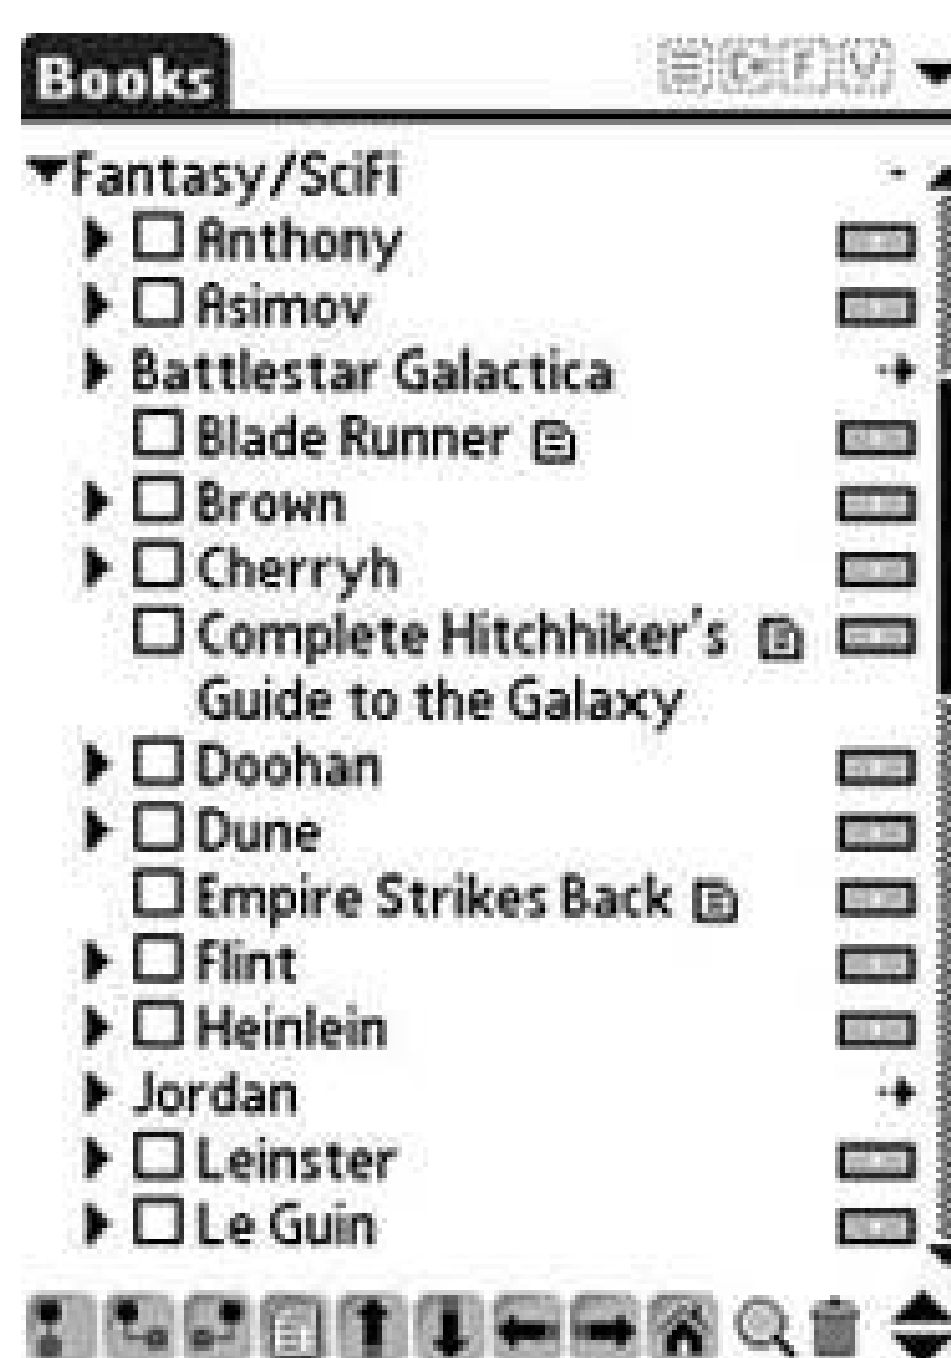 Books
Fantasy/SciFi
Anthony
Asimov
Battlestar Galactica
Blade Runner
Brown
Cherryh
Complete Hitchhiker's
Guide to the Galaxy
Doohan
Dune
Empire Strikes Back
Flint
Heinlein
Jordan
Leinster
Le Guin